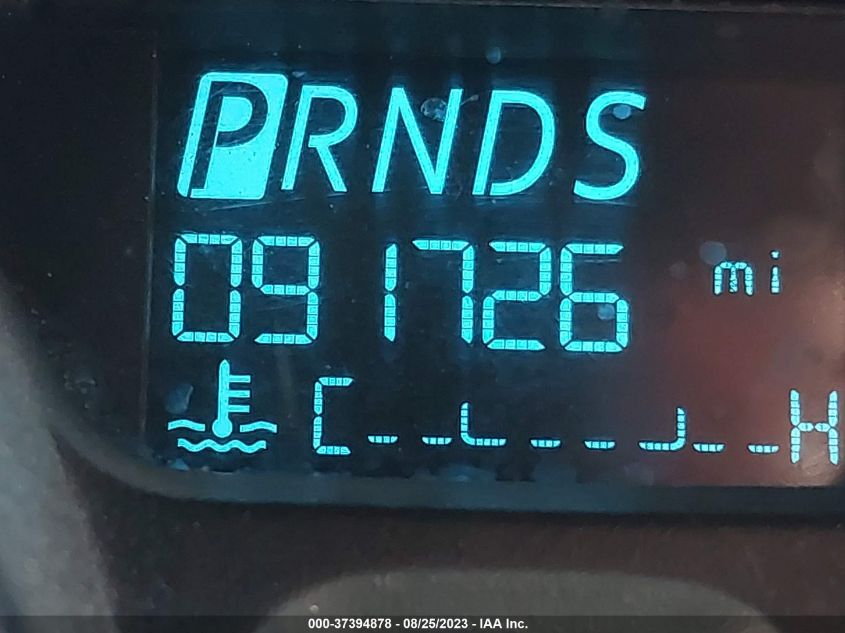 PRNDS
091726 mi
C H
000-37394878 - 08/25/2023 - IAA Inc.